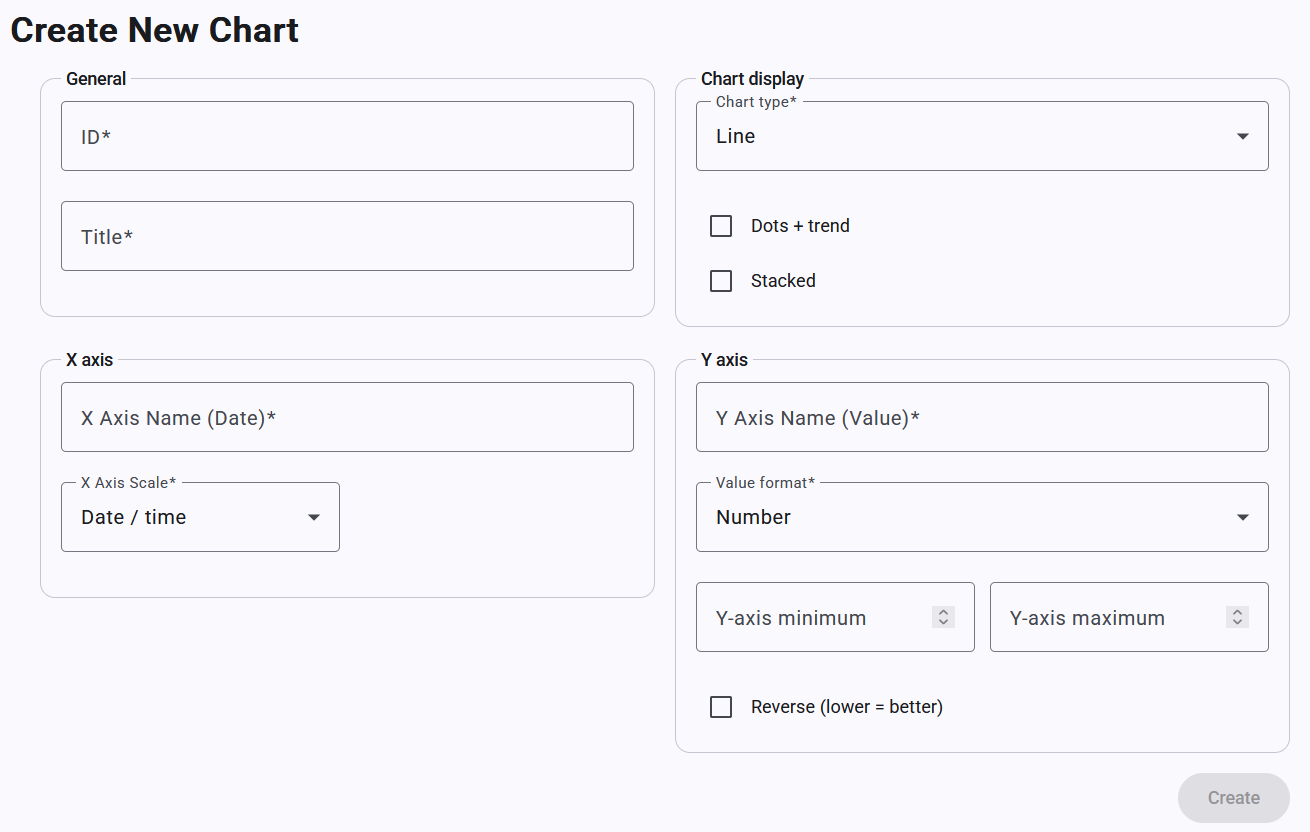 Create New Chart
General
ID*
Title*
Chart display
Chart type*
Line
Dots + trend
Stacked
X axis
X Axis Name (Date)*
X Axis Scale*
Date / time
Y axis
Y Axis Name (Value)*
Value format*
Number
Y-axis minimum
Y-axis maximum
Reverse (lower = better)
Create